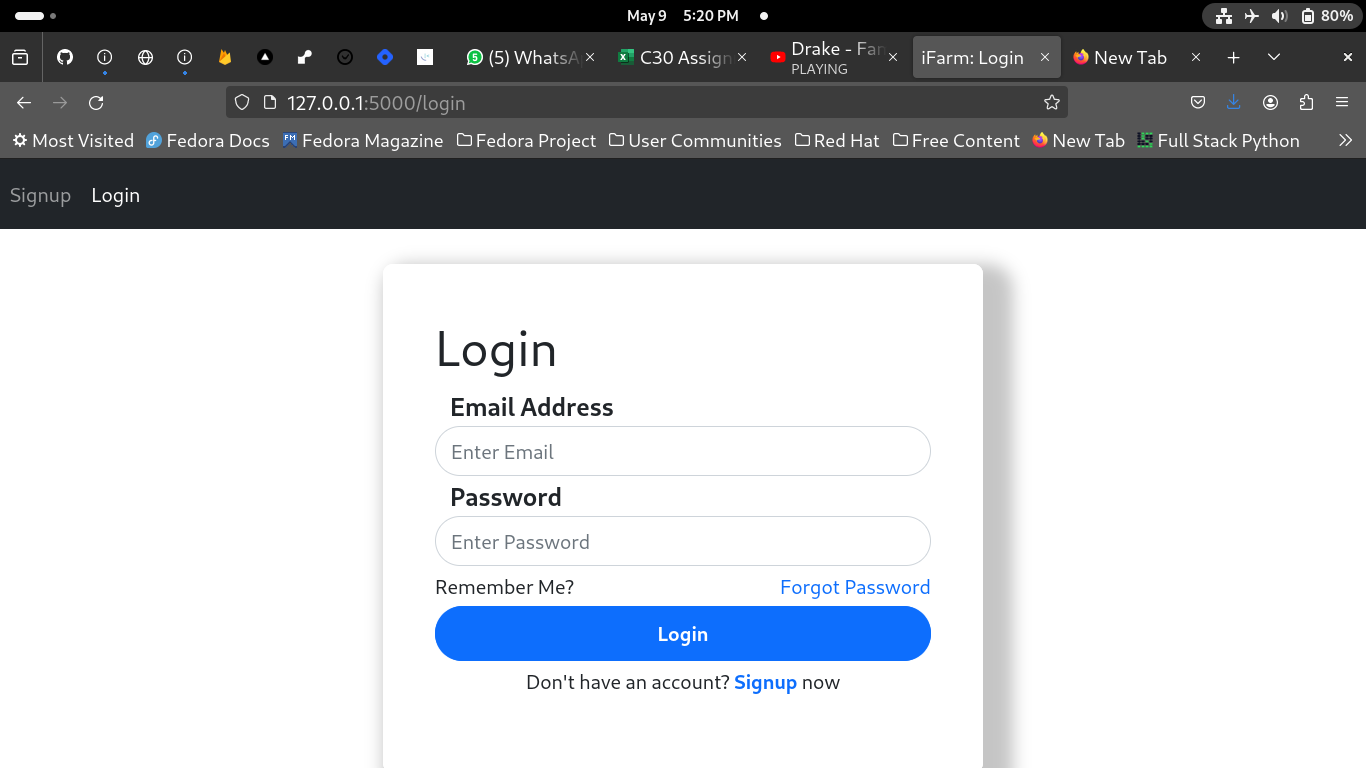 May 9 5:20 PM
80%
(5) WhatsA
C30 Assign
Drake - Fan
PLAYING
iFarm: Login
New Tab
127.0.0.1:5000/login
Most Visited
Fedora Docs
FM Fedora Magazine
Fedora Project
User Communities
Red Hat
Free Content
New Tab
Full Stack Python
Signup Login
Login
Email Address
Enter Email
Password
Enter Password
Remember Me? Forgot Password
Login
Don't have an account? Signup now